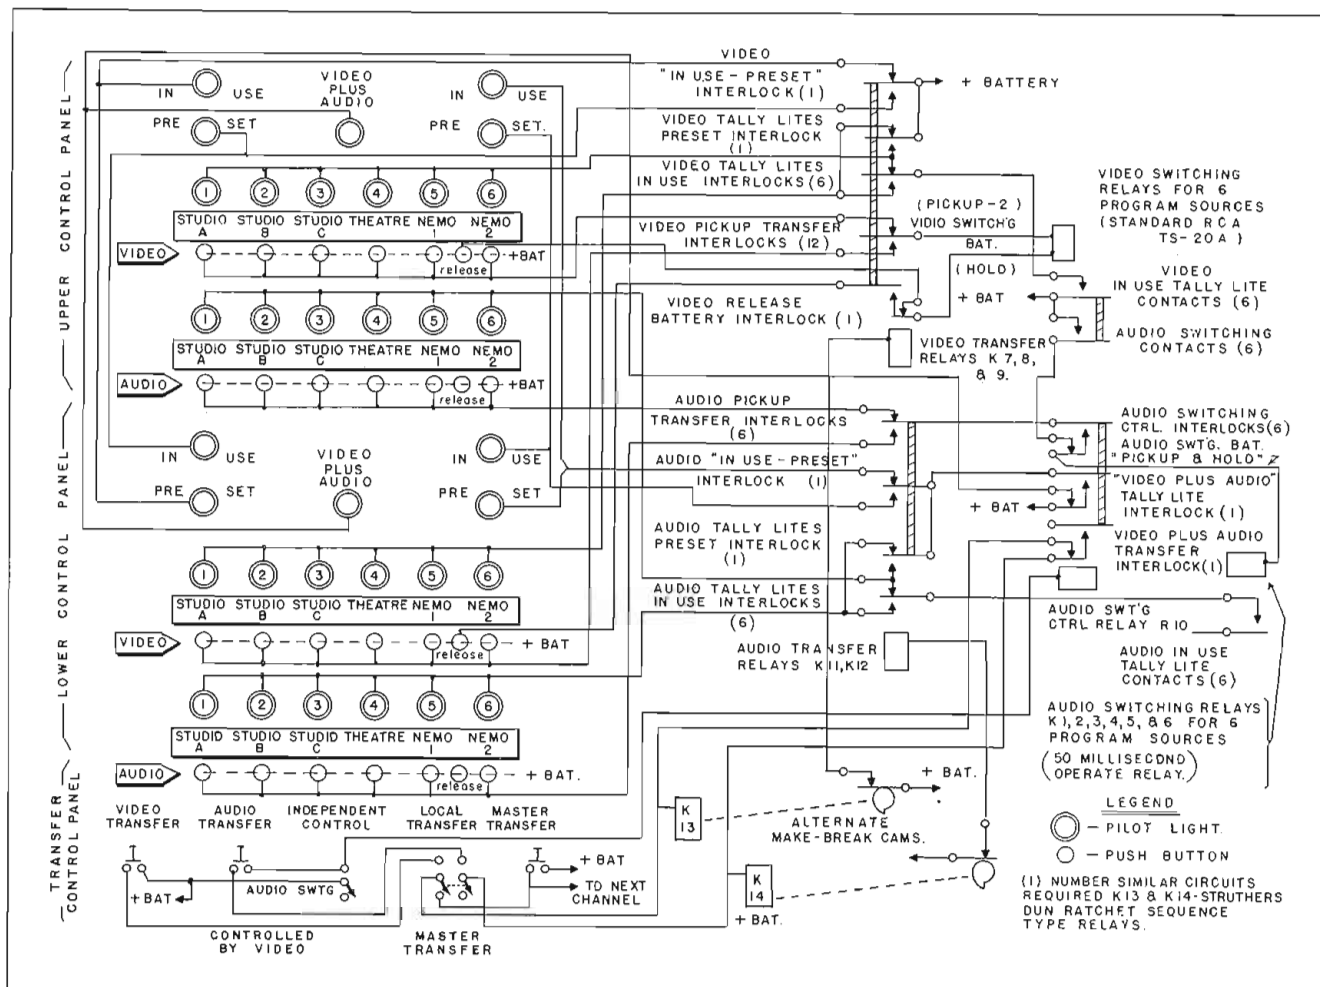 UPPER CONTROL PANEL
IN USE
VIDEO PLUS AUDIO
IN USE
PRE SET
PRE SET.
1 2 3 4 5 6
STUDIO A STUDIO B STUDIO C THEATRE NEMO 1 NEMO 2
VIDEO
release
+BAT
1 2 3 4 5 6
STUDIO A STUDIO B STUDIO C THEATRE NEMO 1 NEMO 2
AUDIO
release
+BAT
LOWER CONTROL PANEL
IN USE
VIDEO PLUS AUDIO
IN USE
PRE SET
PRE SET
1 2 3 4 5 6
STUDIO A STUDIO B STUDIO C THEATRE NEMO 1 NEMO 2
VIDEO
release
+ BAT
1 2 3 4 5 6
STUDIO A STUDIO B STUDIO C THEATRE NEMO 1 NEMO 2
AUDIO
release
+ BAT.
TRANSFER CONTROL PANEL
VIDEO TRANSFER
AUDIO TRANSFER
INDEPENDENT CONTROL
LOCAL TRANSFER
MASTER TRANSFER
AUDIO SWTG
+BAT
+ BAT
TO NEXT CHANNEL
CONTROLLED BY VIDEO
MASTER TRANSFER
VIDEO
"IN USE-PRESET"
INTERLOCK (1)
+ BATTERY
VIDEO TALLY LITES
PRESET INTERLOCK
(1)
VIDEO TALLY LITES
IN USE INTERLOCKS (6)
VIDEO PICKUP TRANSFER
INTERLOCKS (12)
(PICKUP-2)
VIDIO SWITCH'G
BAT.
(HOLD)
VIDEO RELEASE
BATTERY INTERLOCK (1)
VIDEO TRANSFER
RELAYS K 7, 8,
& 9.
VIDEO SWITCHING
RELAYS FOR 6
PROGRAM SOURCES
(STANDARD RCA
TS-20A)
VIDEO
IN USE TALLY LITE
CONTACTS (6)
+ BAT
AUDIO SWITCHING
CONTACTS (6)
AUDIO PICKUP
TRANSFER INTERLOCKS
(6)
AUDIO "IN USE-PRESET"
INTERLOCK (1)
AUDIO TALLY LITES
PRESET INTERLOCK
(1)
AUDIO TALLY LITES
IN USE INTERLOCKS
(6)
AUDIO TRANSFER
RELAYS K11, K12
AUDIO SWITCHING
CTRL. INTERLOCKS(6)
AUDIO SWT'G. BAT.
"PICKUP & HOLD"
"VIDEO PLUS AUDIO"
TALLY LITE
INTERLOCK (1)
+ BAT
VIDEO PLUS AUDIO
TRANSFER
INTERLOCK(1)
AUDIO SWT'G
CTRL RELAY R10
AUDIO IN USE
TALLY LITE
CONTACTS (6)
AUDIO SWITCHING RELAYS
K1,2,3,4,5, &6 FOR 6
PROGRAM SOURCES
(50 MILLISECOND
OPERATE RELAY.)
+ BAT.
K 13
ALTERNATE
MAKE-BREAK CAMS.
K 14
+ BAT.
LEGEND
- PILOT LIGHT.
- PUSH BUTTON
(1) NUMBER SIMILAR CIRCUITS
REQUIRED K13 & K14-STRUTHERS
DUN RATCHET SEQUENCE
TYPE RELAYS.